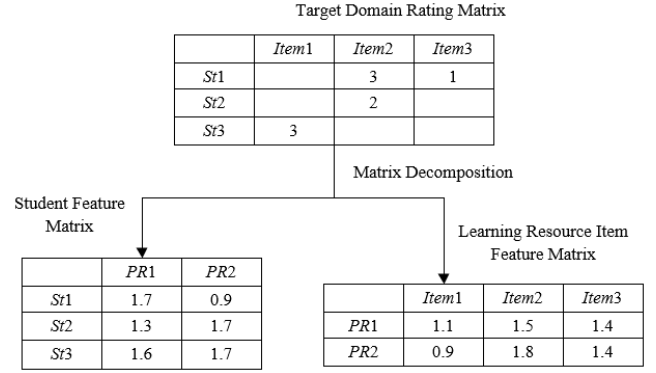 Target Domain Rating Matrix
Item1 Item2 Item3
St1 3 1
St2 2
St3 3
Matrix Decomposition
Student Feature
Matrix
PR1 PR2
St1 1.7 0.9
St2 1.3 1.7
St3 1.6 1.7
Learning Resource Item
Feature Matrix
Item1 Item2 Item3
PR1 1.1 1.5 1.4
PR2 0.9 1.8 1.4